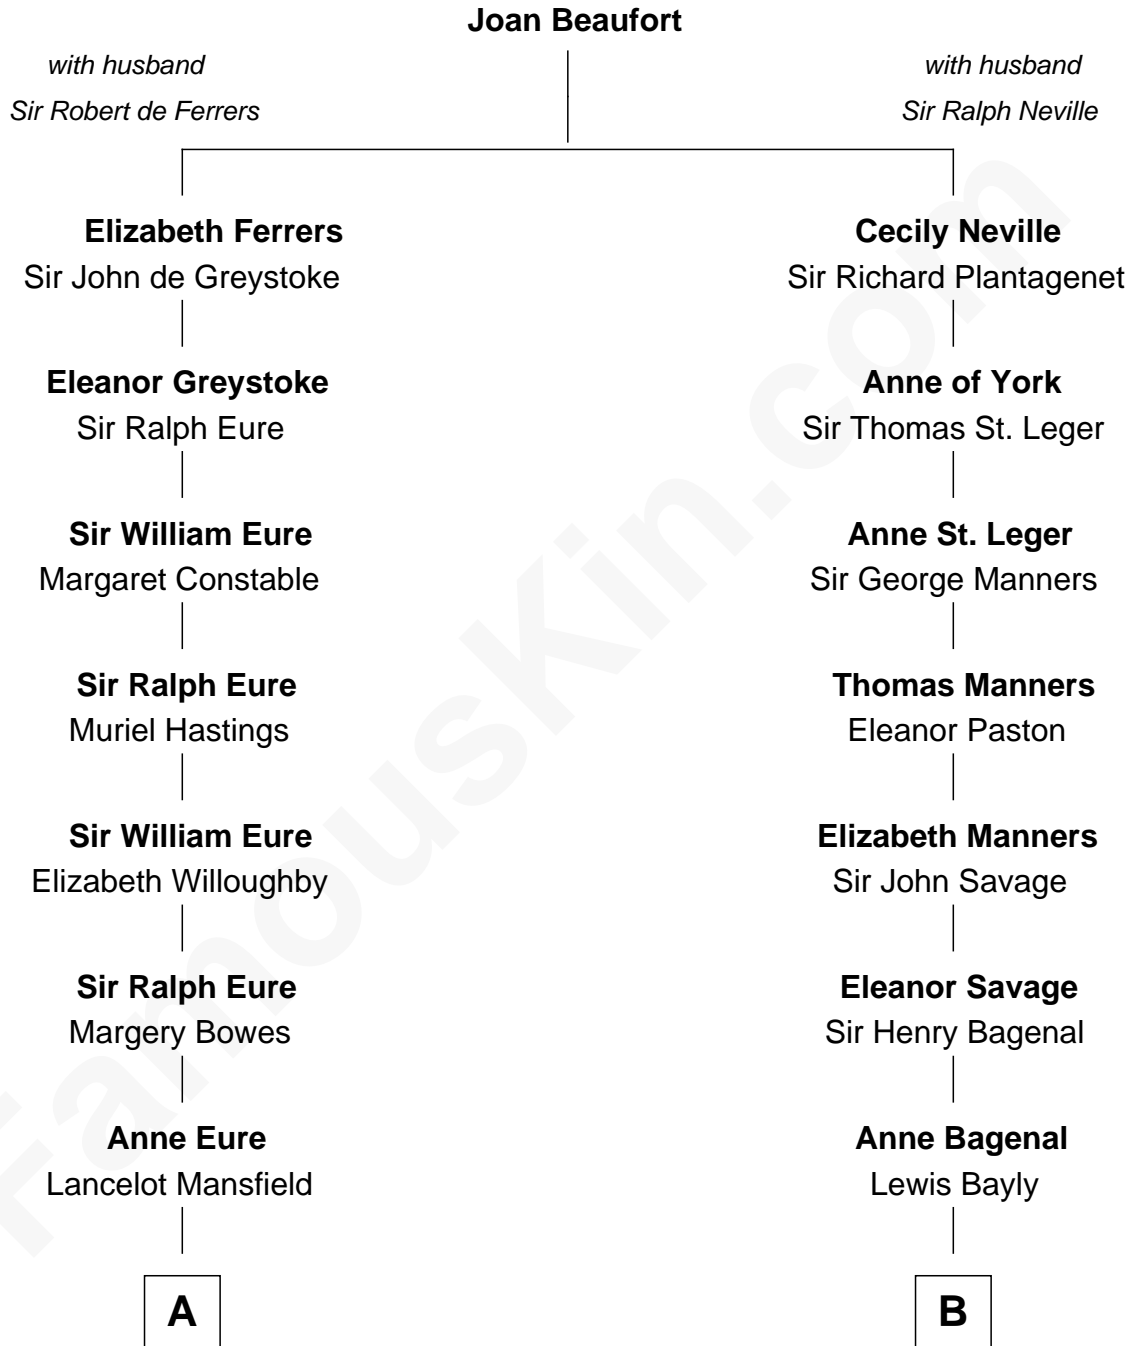 Joan Beaufort
with husband
Sir Robert de Ferrers
with husband
Sir Ralph Neville
Elizabeth Ferrers
Sir John de Greystoke
Cecily Neville
Sir Richard Plantagenet
Eleanor Greystoke
Sir Ralph Eure
Anne of York
Sir Thomas St. Leger
Sir William Eure
Margaret Constable
Anne St. Leger
Sir George Manners
Sir Ralph Eure
Muriel Hastings
Thomas Manners
Eleanor Paston
Sir William Eure
Elizabeth Willoughby
Elizabeth Manners
Sir John Savage
Sir Ralph Eure
Margery Bowes
Eleanor Savage
Sir Henry Bagenal
Anne Eure
Lancelot Mansfield
Anne Bagenal
Lewis Bayly
A
B
FamousKin.com